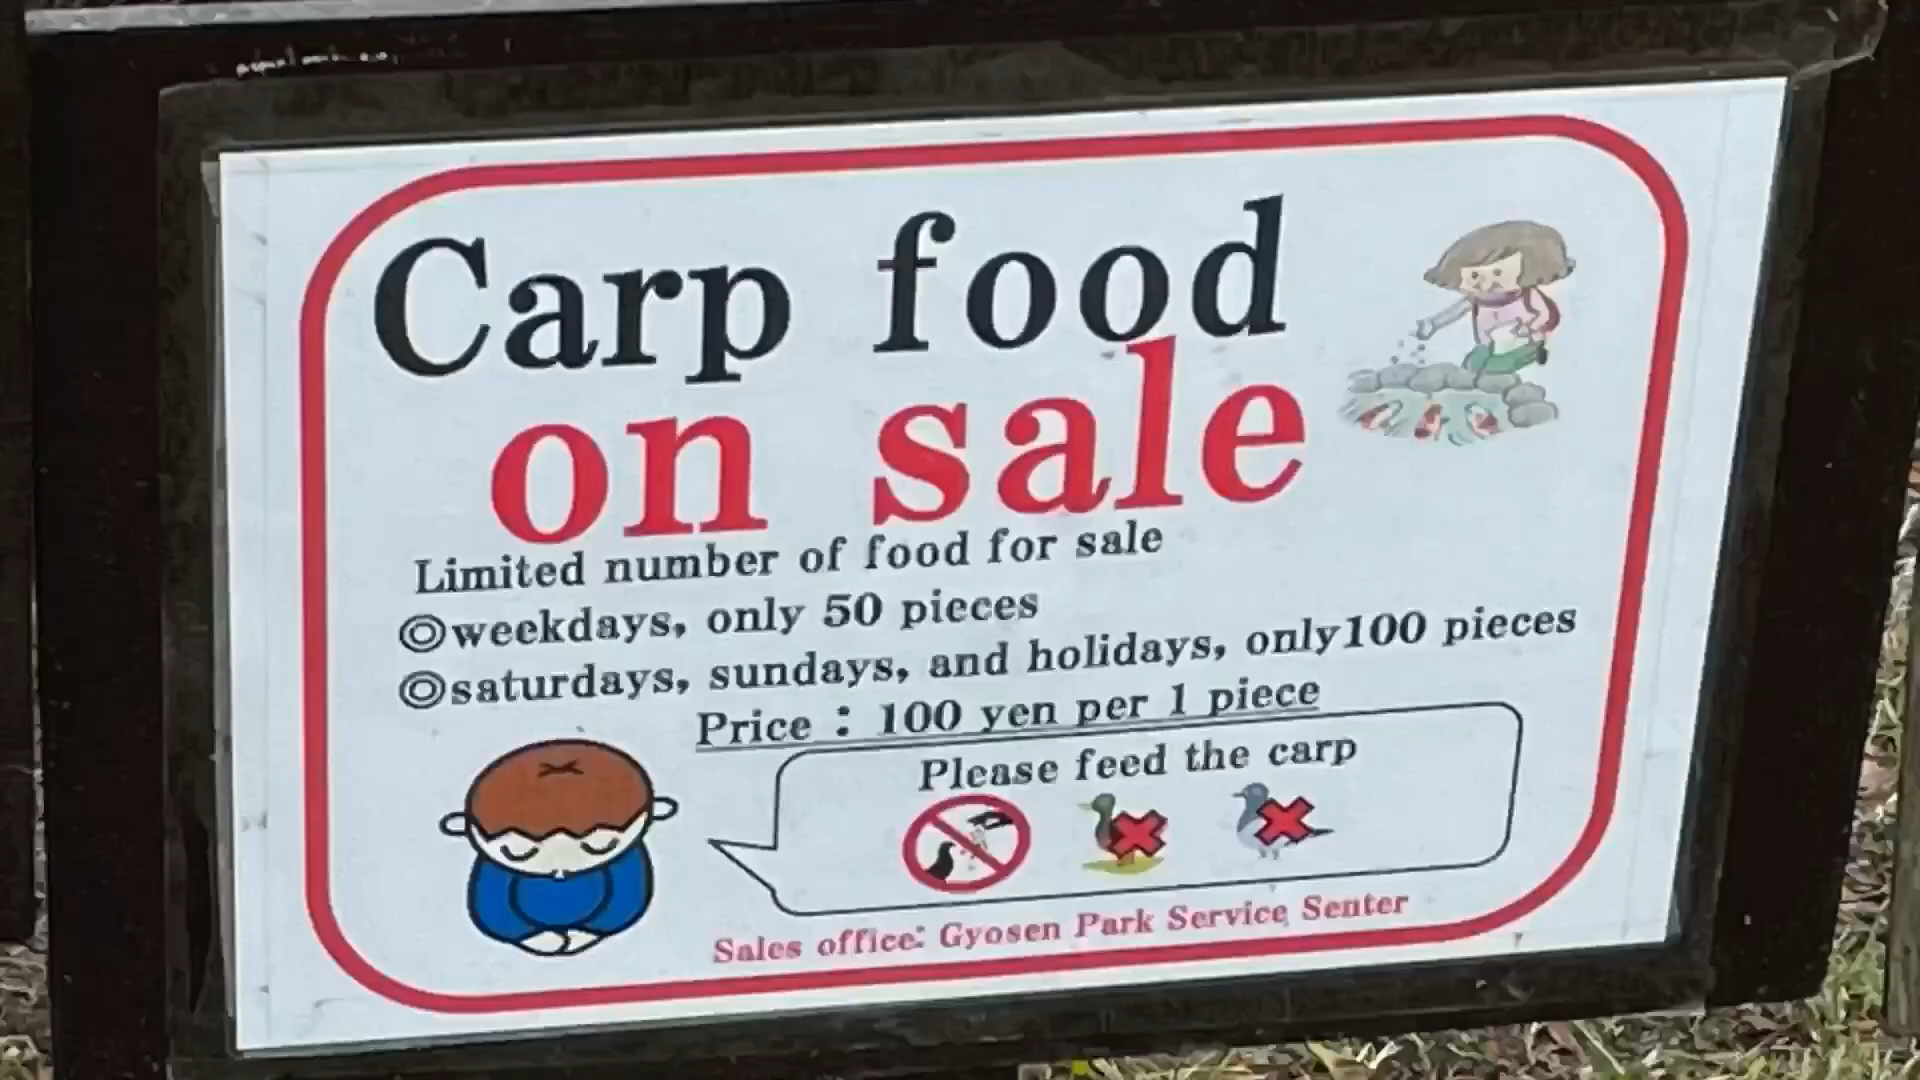 Carp food
on sale
Limited number of food for sale
◎weekdays, only 50 pieces
◎saturdays, sundays, and holidays, only100 pieces
Price : 100 yen per 1 piece
Please feed the carp
Sales office: Gyosen Park Service Senter